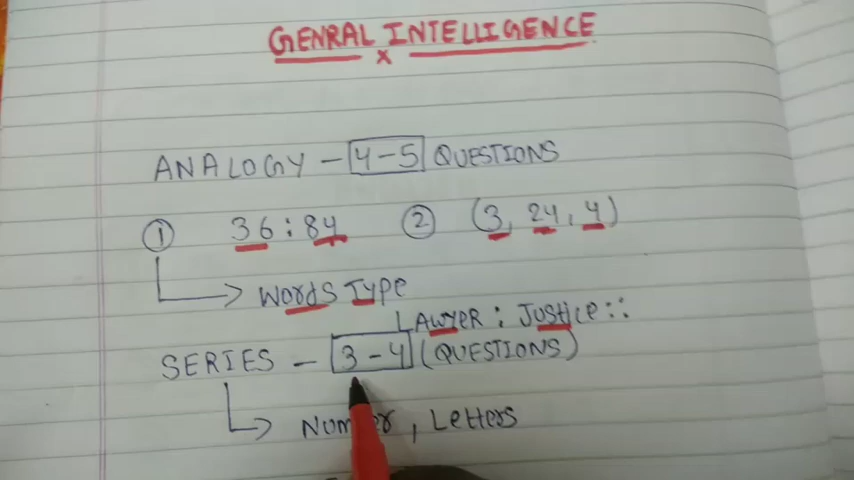 GENRAL INTELLIGENCE
x
ANALOGY - 4-5 QUESTIONS
① 36:84 ② (3, 24, 4)
Words Type
LAWYER : Justice ::
SERIES - 3-4 (QUESTIONS)
Number, Letters